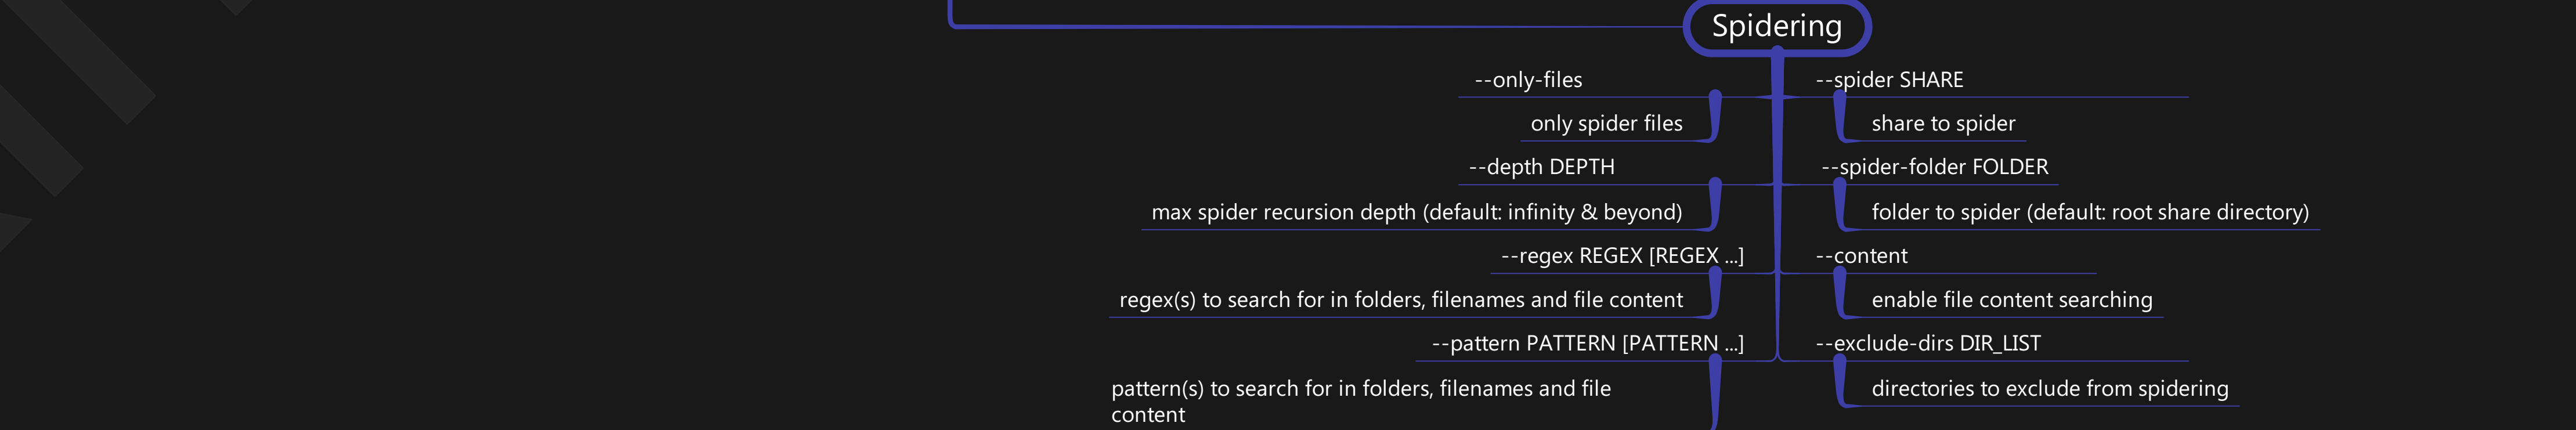 Spidering
--only-files
only spider files
--depth DEPTH
max spider recursion depth (default: infinity & beyond)
--regex REGEX [REGEX ...]
regex(s) to search for in folders, filenames and file content
--pattern PATTERN [PATTERN ...]
pattern(s) to search for in folders, filenames and file
content
--spider SHARE
share to spider
--spider-folder FOLDER
folder to spider (default: root share directory)
--content
enable file content searching
--exclude-dirs DIR_LIST
directories to exclude from spidering